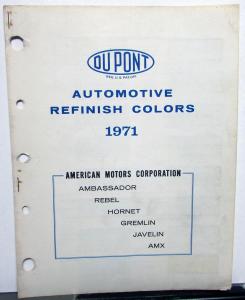 DU PONT
REG. U.S. PAT. OFF.
AUTOMOTIVE
REFINISH COLORS
1971
AMERICAN MOTORS CORPORATION
AMBASSADOR
REBEL
HORNET
GREMLIN
JAVELIN
AMX